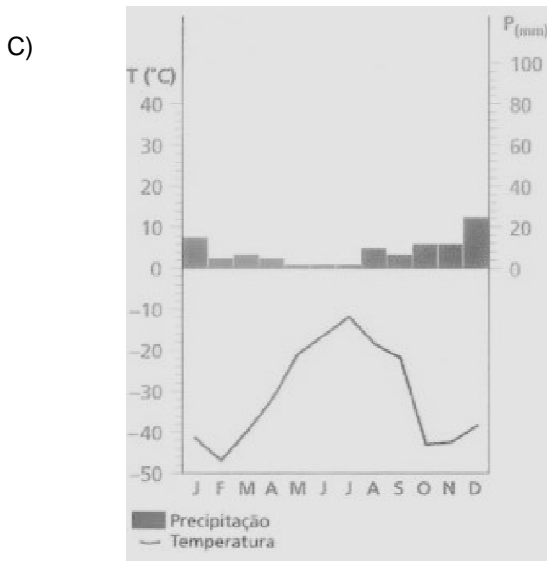 C)
P(mm)
T (°C)
100
40 80
30 60
20 40
10 20
0 0
–10
–20
–30
–40
–50
J F M A M J J A S O N D
Precipitação
Temperatura